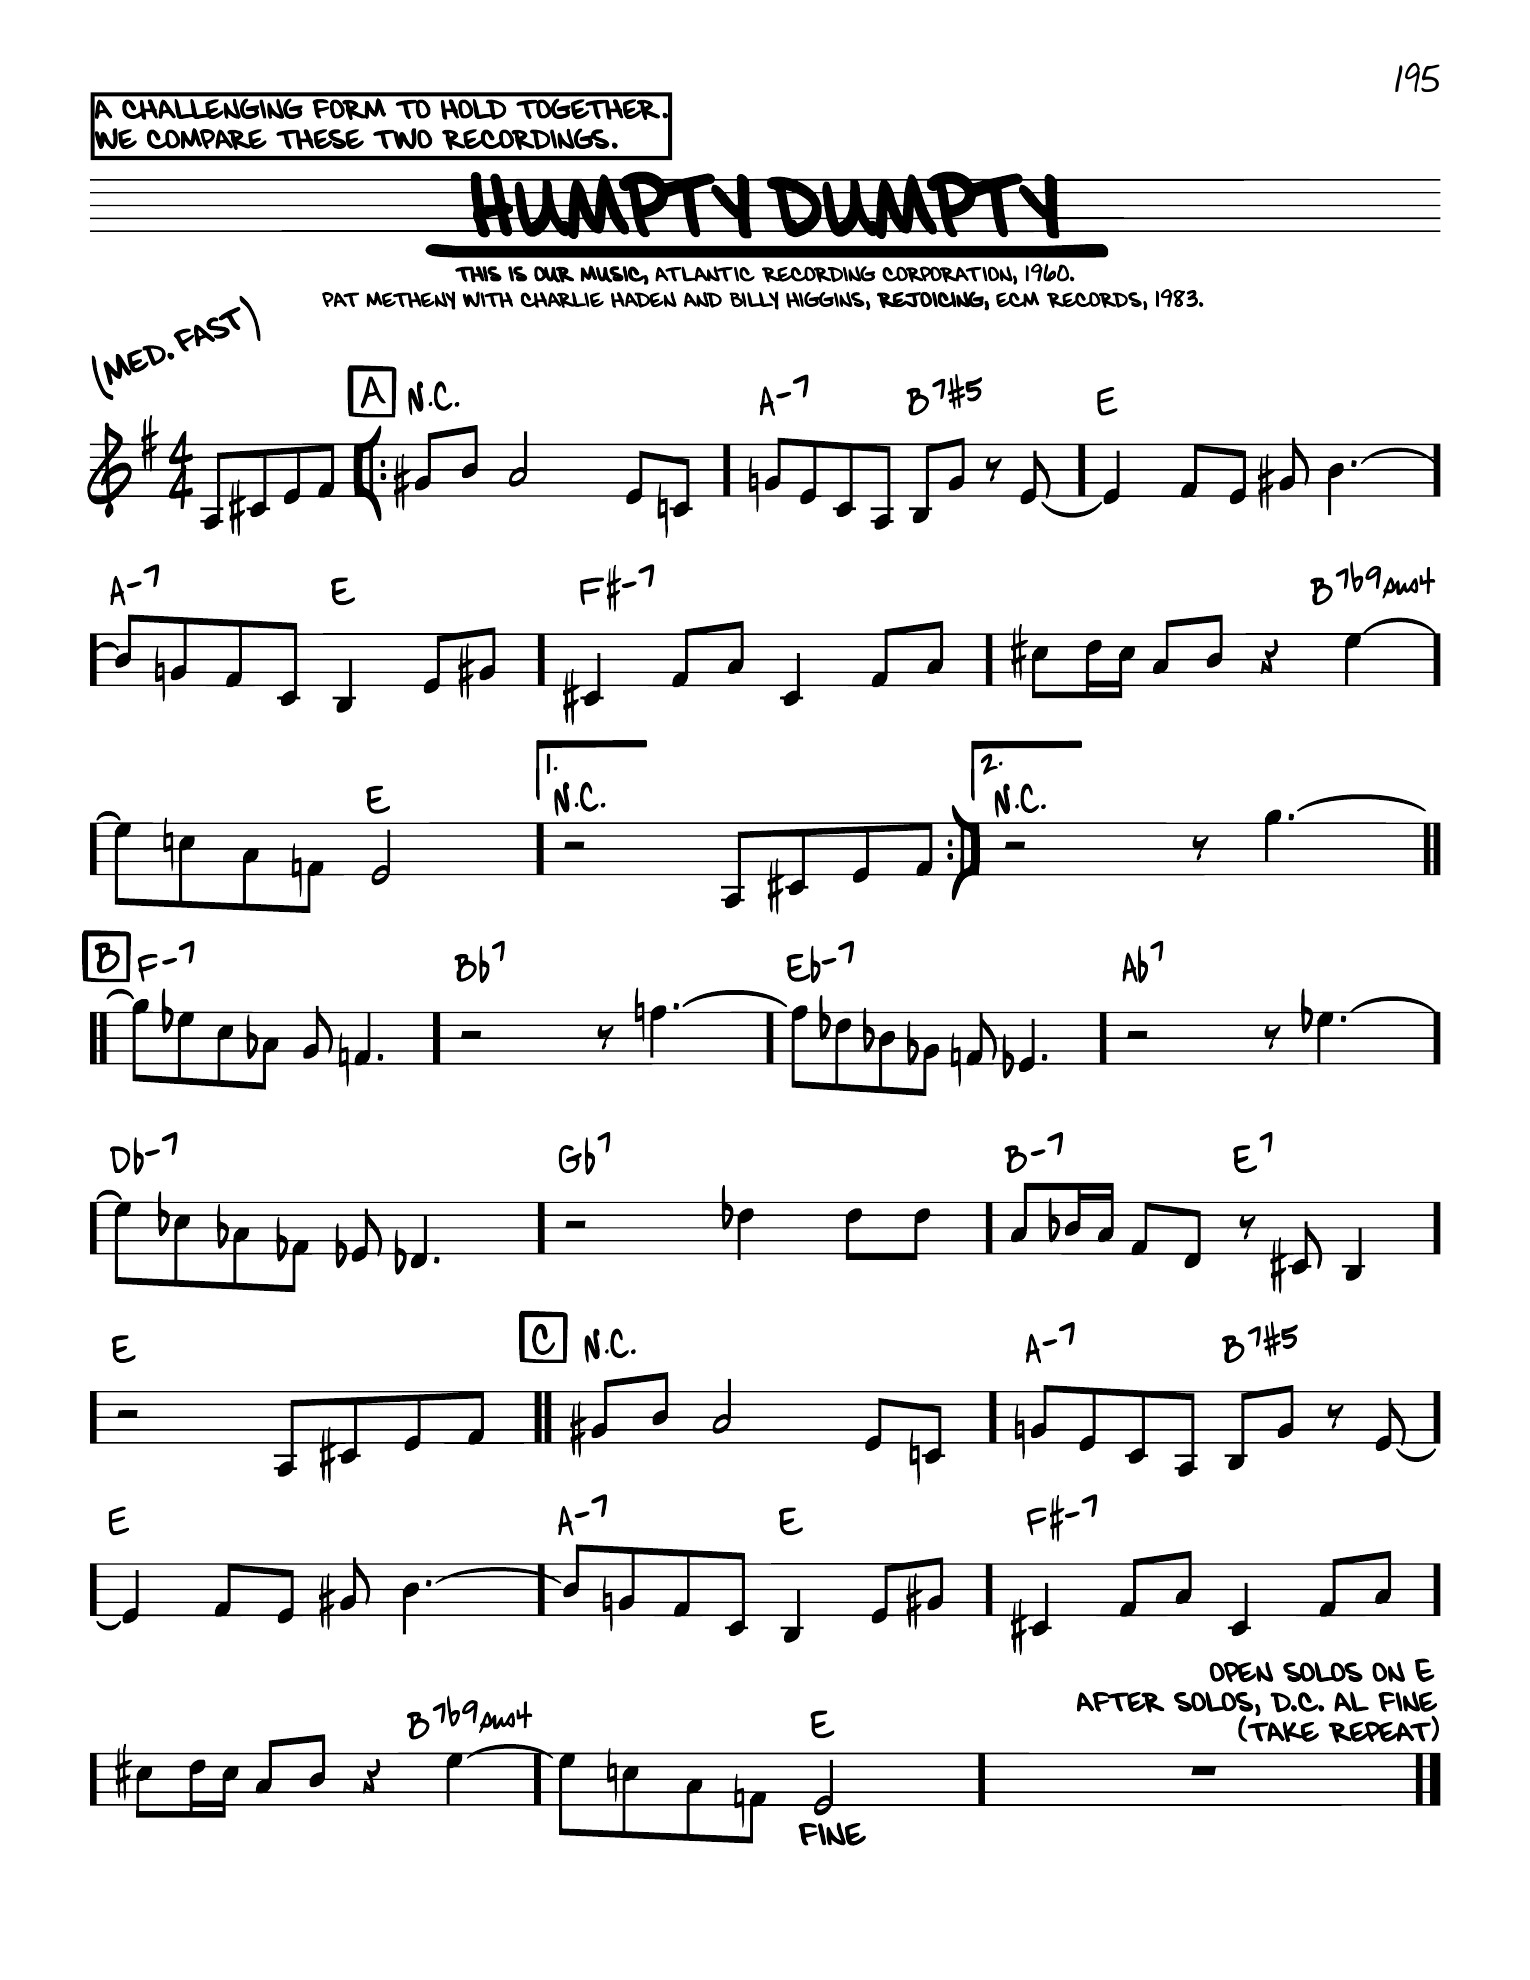 195
A CHALLENGING FORM TO HOLD TOGETHER.
WE COMPARE THESE TWO RECORDINGS.
HUMPTY DUMPTY
THIS IS OUR MUSIC, ATLANTIC RECORDING CORPORATION, 1960.
PAT METHENY WITH CHARLIE HADEN AND BILLY HIGGINS, REJOICING, ECM RECORDS, 1983.
(MED. FAST)
A N.C. A-7 B7#5 E
4
4
A-7 E F#-7 B7b9sus4
1. 2.
E N.C. N.C.
B F-7 Bb7 Eb-7 Ab7
Db-7 Gb7 B-7 E7
E C N.C. A-7 B7#5
E A-7 E F#-7
OPEN SOLOS ON E
AFTER SOLOS, D.C. AL FINE
(TAKE REPEAT)
B7b9sus4 E
FINE